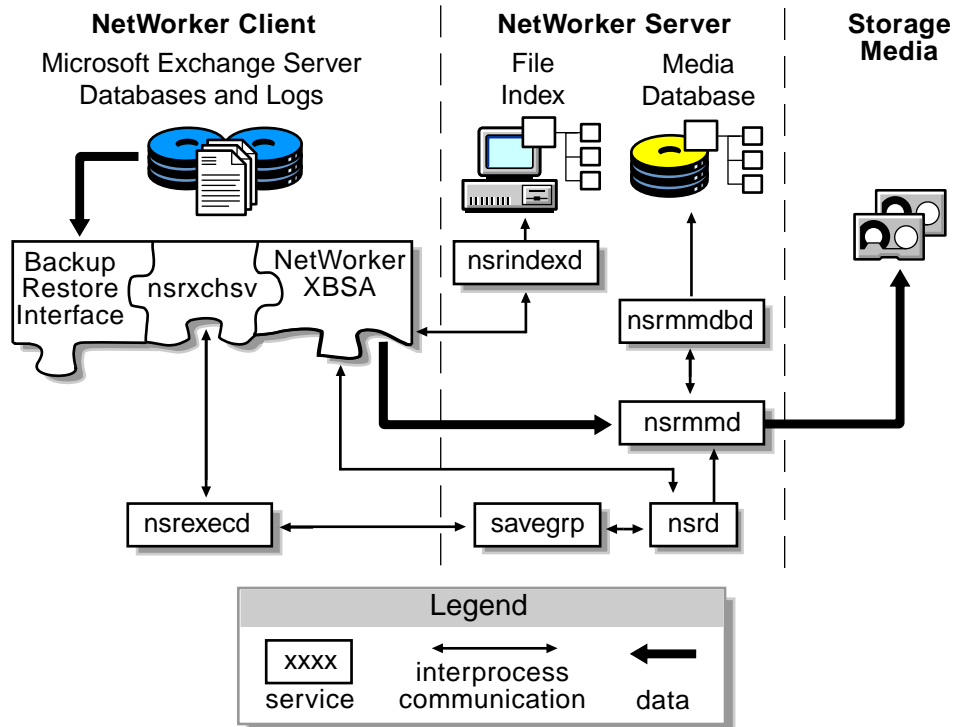 NetWorker Client
Microsoft Exchange Server
Databases and Logs
NetWorker Server
File
Index
Media
Database
Storage
Media
Backup
Restore
Interface
nsrxchsv
NetWorker
XBSA
nsrindexd
nsrmmdbd
nsrmmd
nsrexecd
savegrp
nsrd
Legend
xxxx
service
interprocess
communication
data